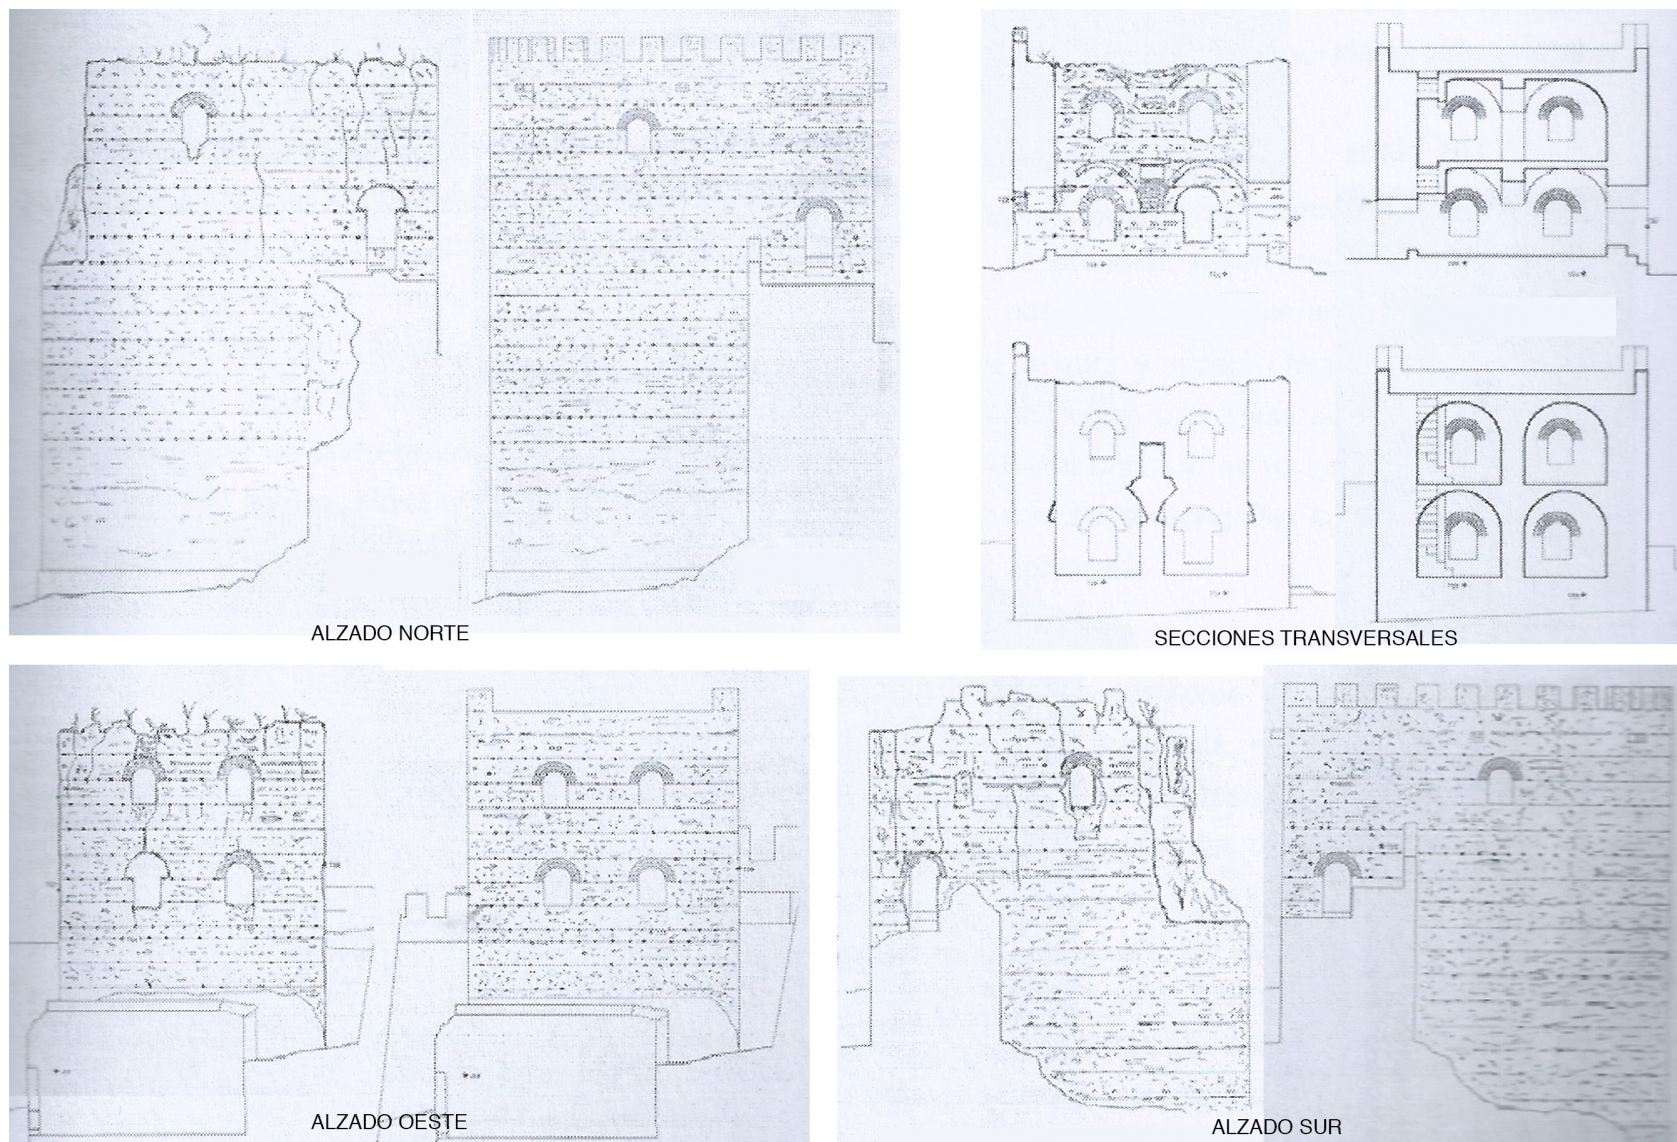 ALZADO NORTE
SECCIONES TRANSVERSALES
ALZADO OESTE
ALZADO SUR